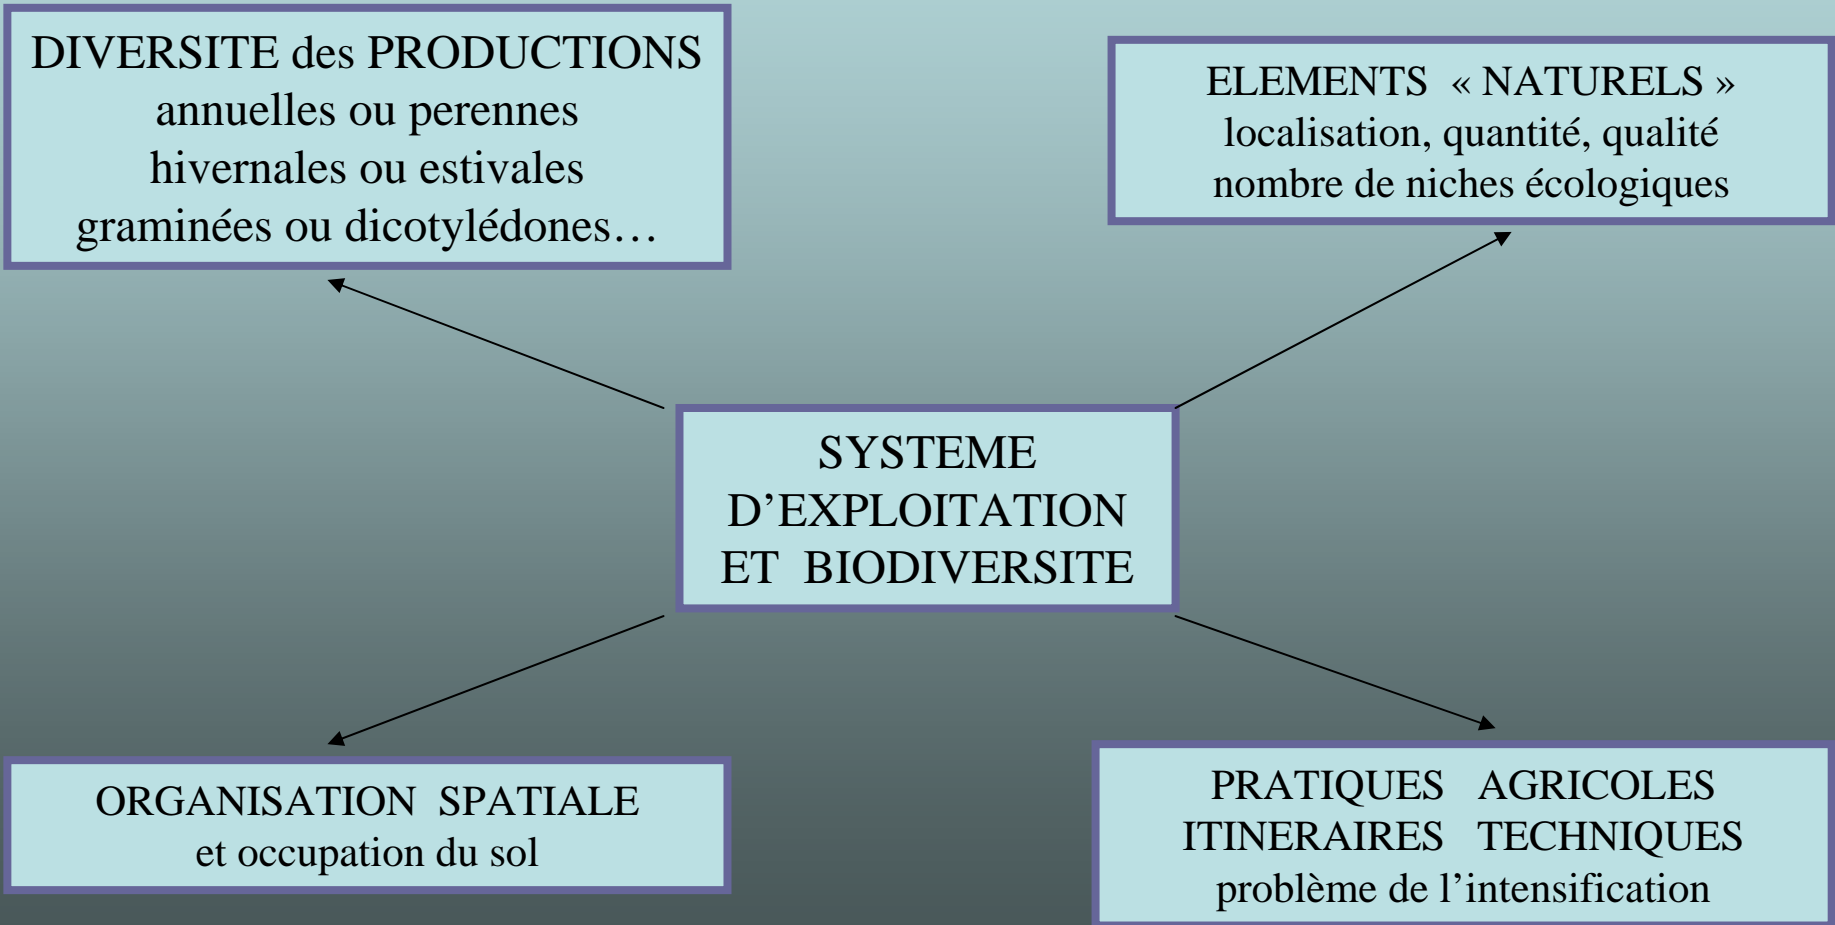 DIVERSITE des PRODUCTIONS
annuelles ou perennes
hivernales ou estivales
graminées ou dicotylédones…
ELEMENTS « NATURELS »
localisation, quantité, qualité
nombre de niches écologiques
SYSTEME
D’EXPLOITATION
ET BIODIVERSITE
ORGANISATION SPATIALE
et occupation du sol
PRATIQUES AGRICOLES
ITINERAIRES TECHNIQUES
problème de l’intensification